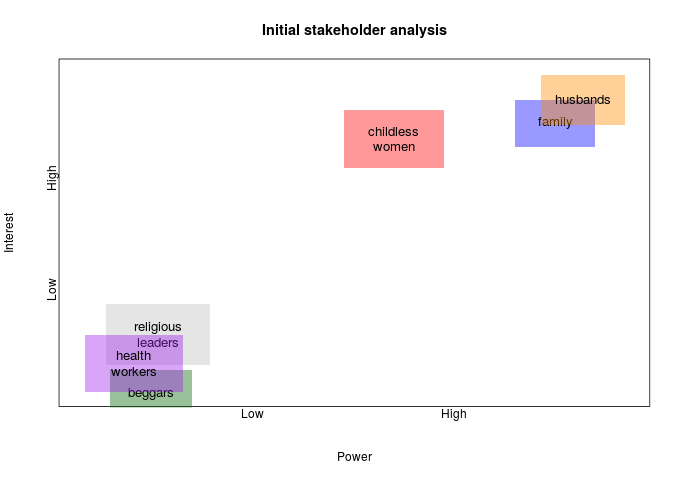 Initial stakeholder analysis
husbands
family
childless
women
High
Interest
Low
religious
leaders
health
workers
beggars
Low
High
Power